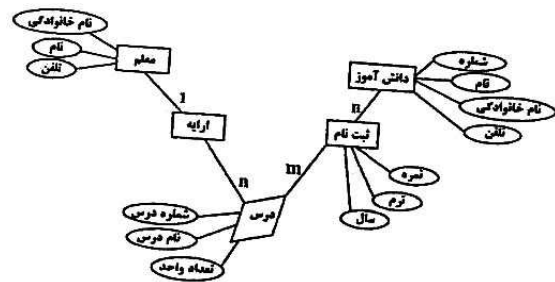 نام خانوادگی
نام
تلفن
معلم
1
ارایه
n
شماره
نام
نام خانوادگی
تلفن
دانش آموز
n
ثبت نام
m
نمره
ترم
سال
درس
شماره درس
نام درس
تعداد واحد